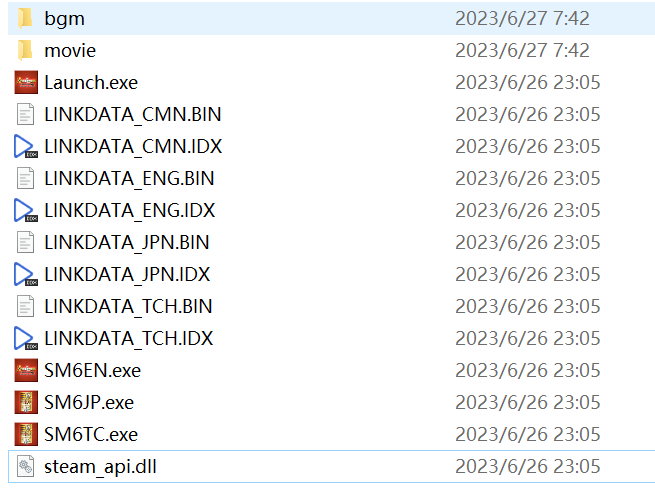 bgm 2023/6/27 7:42
movie 2023/6/27 7:42
Launch.exe 2023/6/26 23:05
LINKDATA_CMN.BIN 2023/6/26 23:05
LINKDATA_CMN.IDX 2023/6/26 23:05
LINKDATA_ENG.BIN 2023/6/26 23:05
LINKDATA_ENG.IDX 2023/6/26 23:05
LINKDATA_JPN.BIN 2023/6/26 23:05
LINKDATA_JPN.IDX 2023/6/26 23:05
LINKDATA_TCH.BIN 2023/6/26 23:05
LINKDATA_TCH.IDX 2023/6/26 23:05
SM6EN.exe 2023/6/26 23:05
SM6JP.exe 2023/6/26 23:05
SM6TC.exe 2023/6/26 23:05
steam_api.dll 2023/6/26 23:05